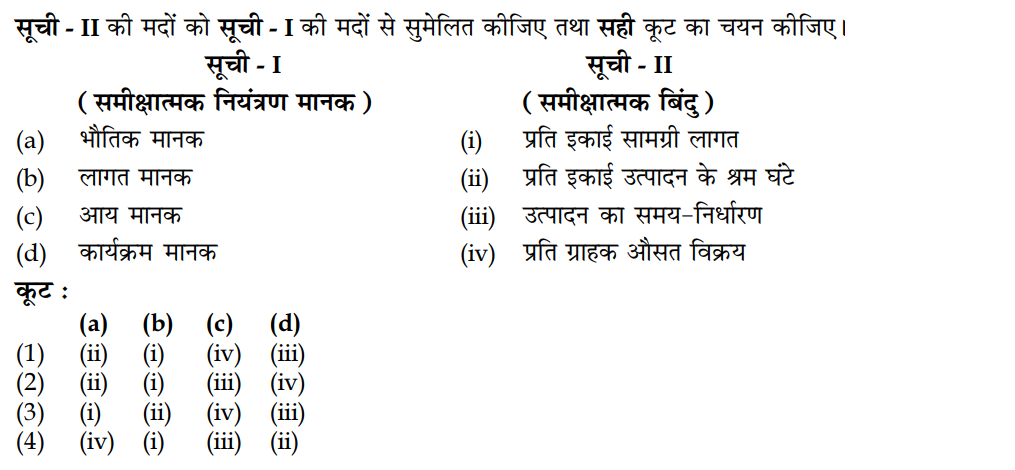 सूची - II की मदों को सूची - I की मदों से सुमेलित कीजिए तथा सही कूट का चयन कीजिए।
सूची - I सूची - II
( समीक्षात्मक नियंत्रण मानक ) ( समीक्षात्मक बिंदु )
(a) भौतिक मानक (i) प्रति इकाई सामग्री लागत
(b) लागत मानक (ii) प्रति इकाई उत्पादन के श्रम घंटे
(c) आय मानक (iii) उत्पादन का समय-निर्धारण
(d) कार्यक्रम मानक (iv) प्रति ग्राहक औसत विक्रय
कूट :
(a) (b) (c) (d)
(1) (ii) (i) (iv) (iii)
(2) (ii) (i) (iii) (iv)
(3) (i) (ii) (iv) (iii)
(4) (iv) (i) (iii) (ii)